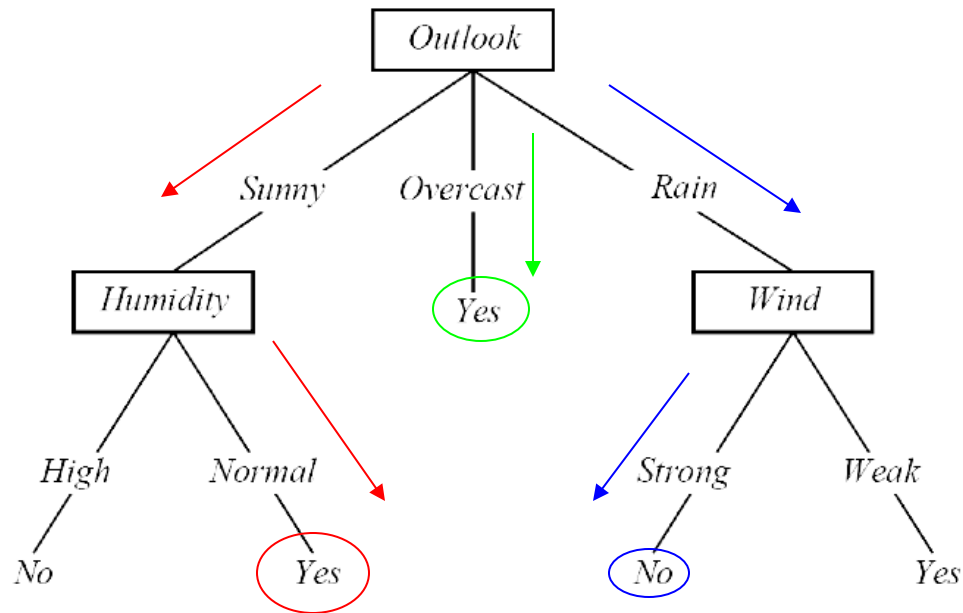 Outlook
Sunny Overcast Rain
Humidity Yes Wind
High Normal Strong Weak
No Yes No Yes